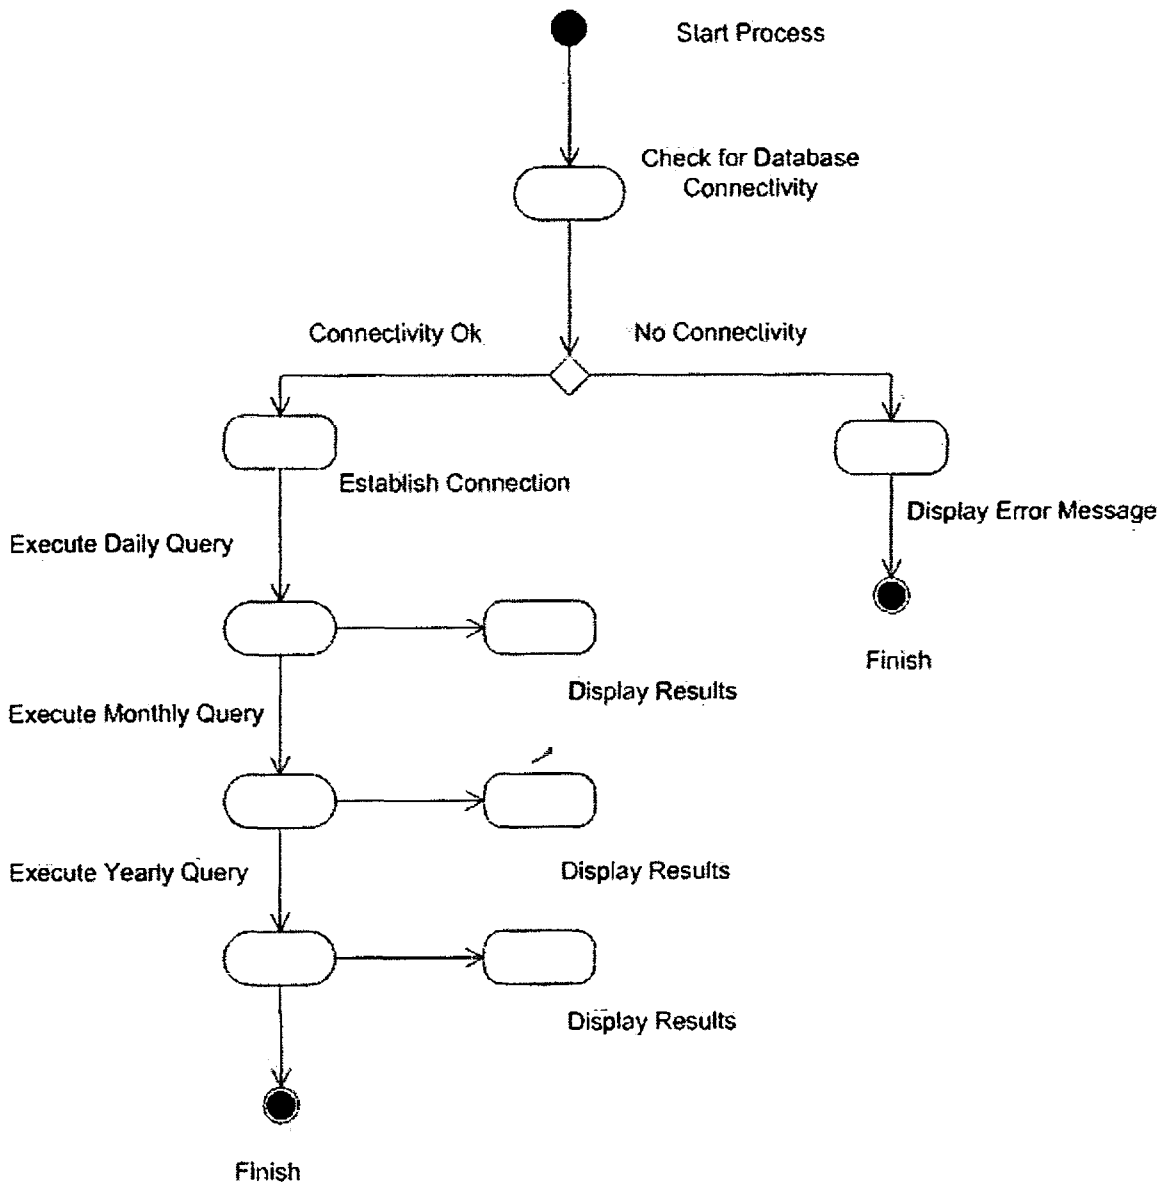 Start Process
Check for Database
Connectivity
Connectivity Ok
No Connectivity
Establish Connection
Display Error Message
Execute Daily Query
Finish
Display Results
Execute Monthly Query
Execute Yearly Query
Display Results
Display Results
Finish